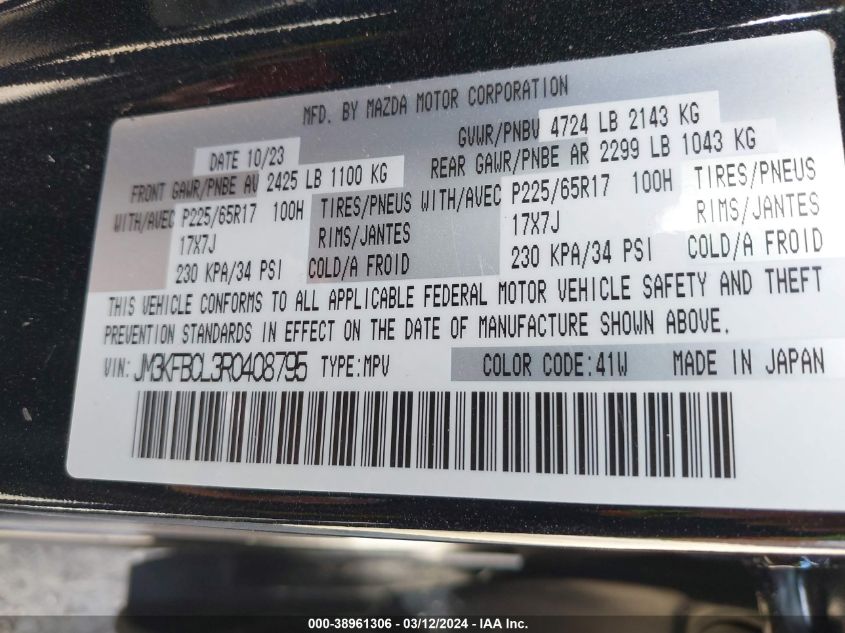 MFD. BY MAZDA MOTOR CORPORATION
DATE 10/23 GVWR/PNBV 4724 LB 2143 KG
FRONT GAWR/PNBE AV 2425 LB 1100 KG REAR GAWR/PNBE AR 2299 LB 1043 KG
WITH/AVEC P225/65R17 100H TIRES/PNEUS WITH/AVEC P225/65R17 100H TIRES/PNEUS
17X7J RIMS/JANTES 17X7J RIMS/JANTES
230 KPA/34 PSI COLD/A FROID 230 KPA/34 PSI COLD/A FROID
THIS VEHICLE CONFORMS TO ALL APPLICABLE FEDERAL MOTOR VEHICLE SAFETY AND THEFT
PREVENTION STANDARDS IN EFFECT ON THE DATE OF MANUFACTURE SHOWN ABOVE.
VIN: JM3KFBCL3R0408795 TYPE:MPV COLOR CODE:41W MADE IN JAPAN
000-38961306 - 03/12/2024 - IAA Inc.